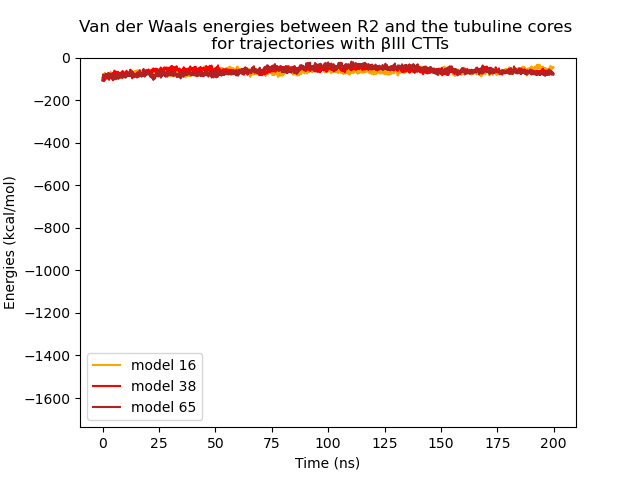 Van der Waals energies between R2 and the tubuline cores
for trajectories with βIII CTTs
Energies (kcal/mol)
0
−200
−400
−600
−800
−1000
−1200
−1400
−1600
model 16
model 38
model 65
0 25 50 75 100 125 150 175 200
Time (ns)